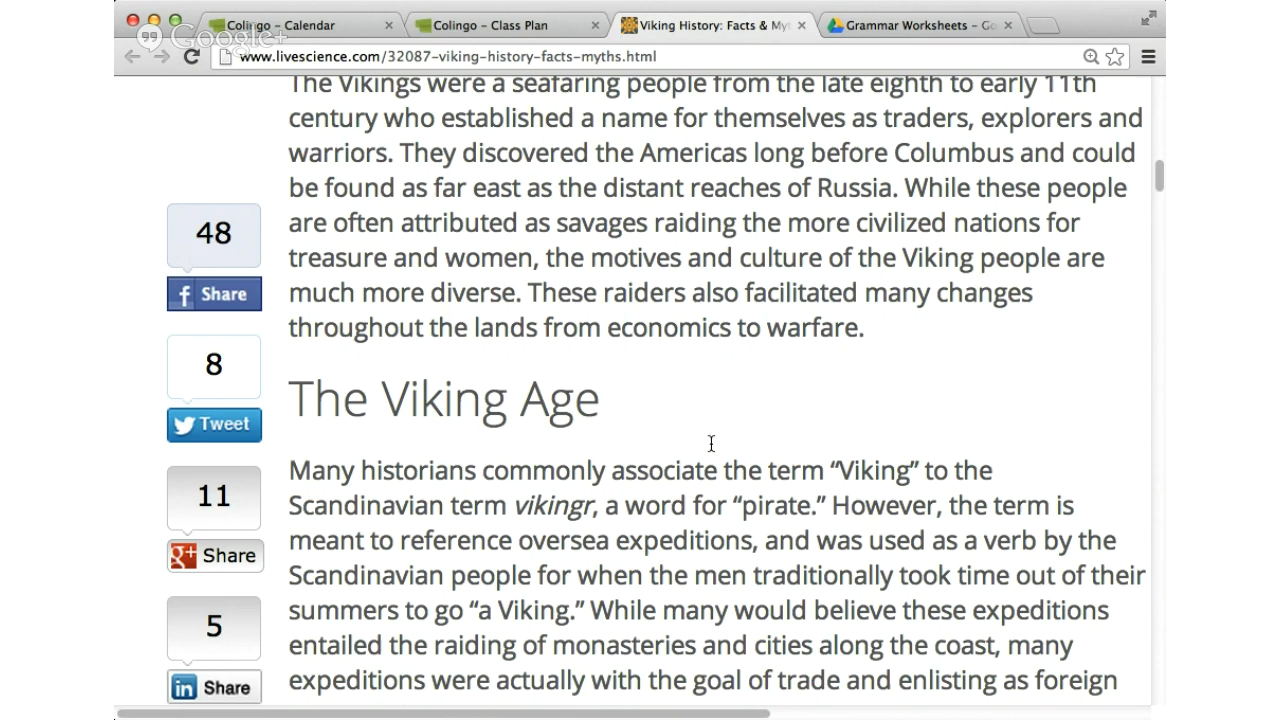 Colingo – Calendar
Colingo – Class Plan
Viking History: Facts & My
Grammar Worksheets – Go
Google+
www.livescience.com/32087-viking-history-facts-myths.html
The Vikings were a seafaring people from the late eighth to early 11th
century who established a name for themselves as traders, explorers and
warriors. They discovered the Americas long before Columbus and could
be found as far east as the distant reaches of Russia. While these people
are often attributed as savages raiding the more civilized nations for
treasure and women, the motives and culture of the Viking people are
much more diverse. These raiders also facilitated many changes
throughout the lands from economics to warfare.
48
Share
8
Tweet
11
Share
5
Share
The Viking Age
Many historians commonly associate the term “Viking” to the
Scandinavian term vikingr, a word for “pirate.” However, the term is
meant to reference oversea expeditions, and was used as a verb by the
Scandinavian people for when the men traditionally took time out of their
summers to go “a Viking.” While many would believe these expeditions
entailed the raiding of monasteries and cities along the coast, many
expeditions were actually with the goal of trade and enlisting as foreign